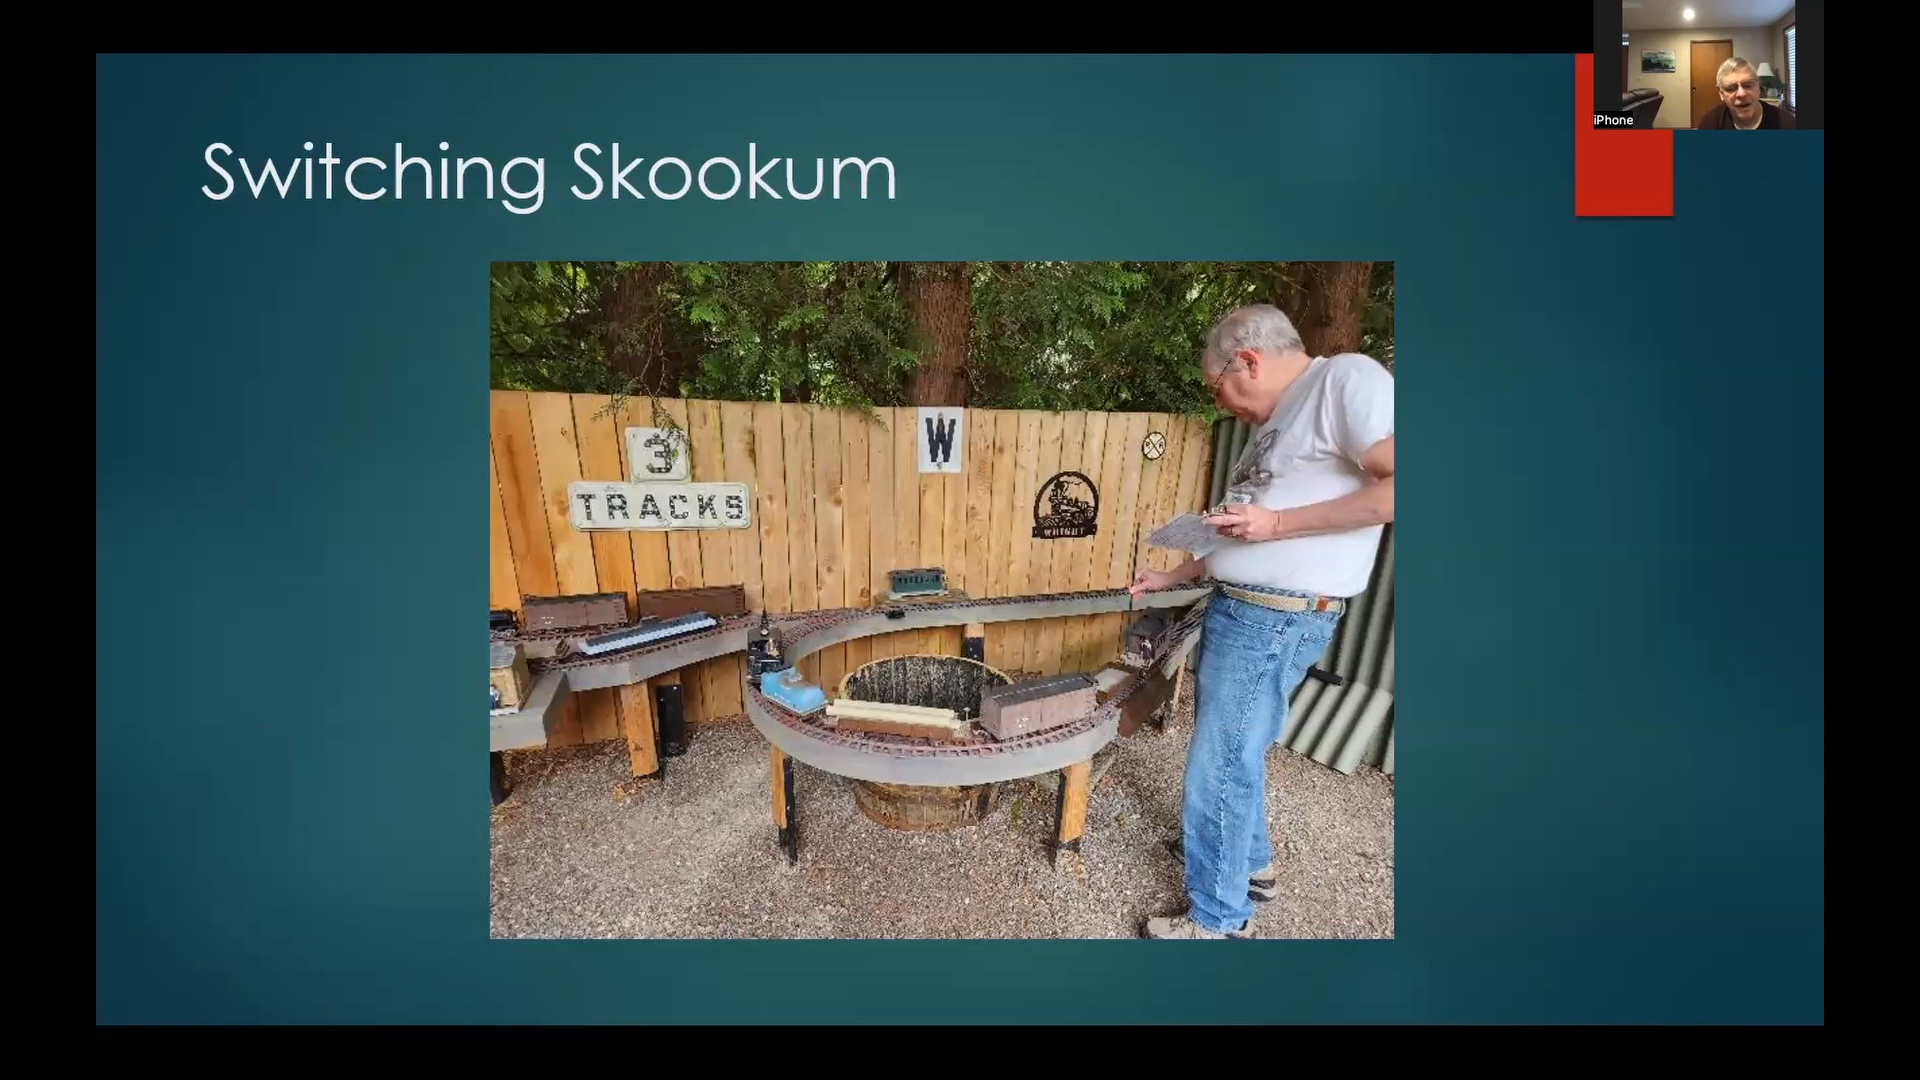 iPhone
Switching Skookum
3
TRACKS
W
R R